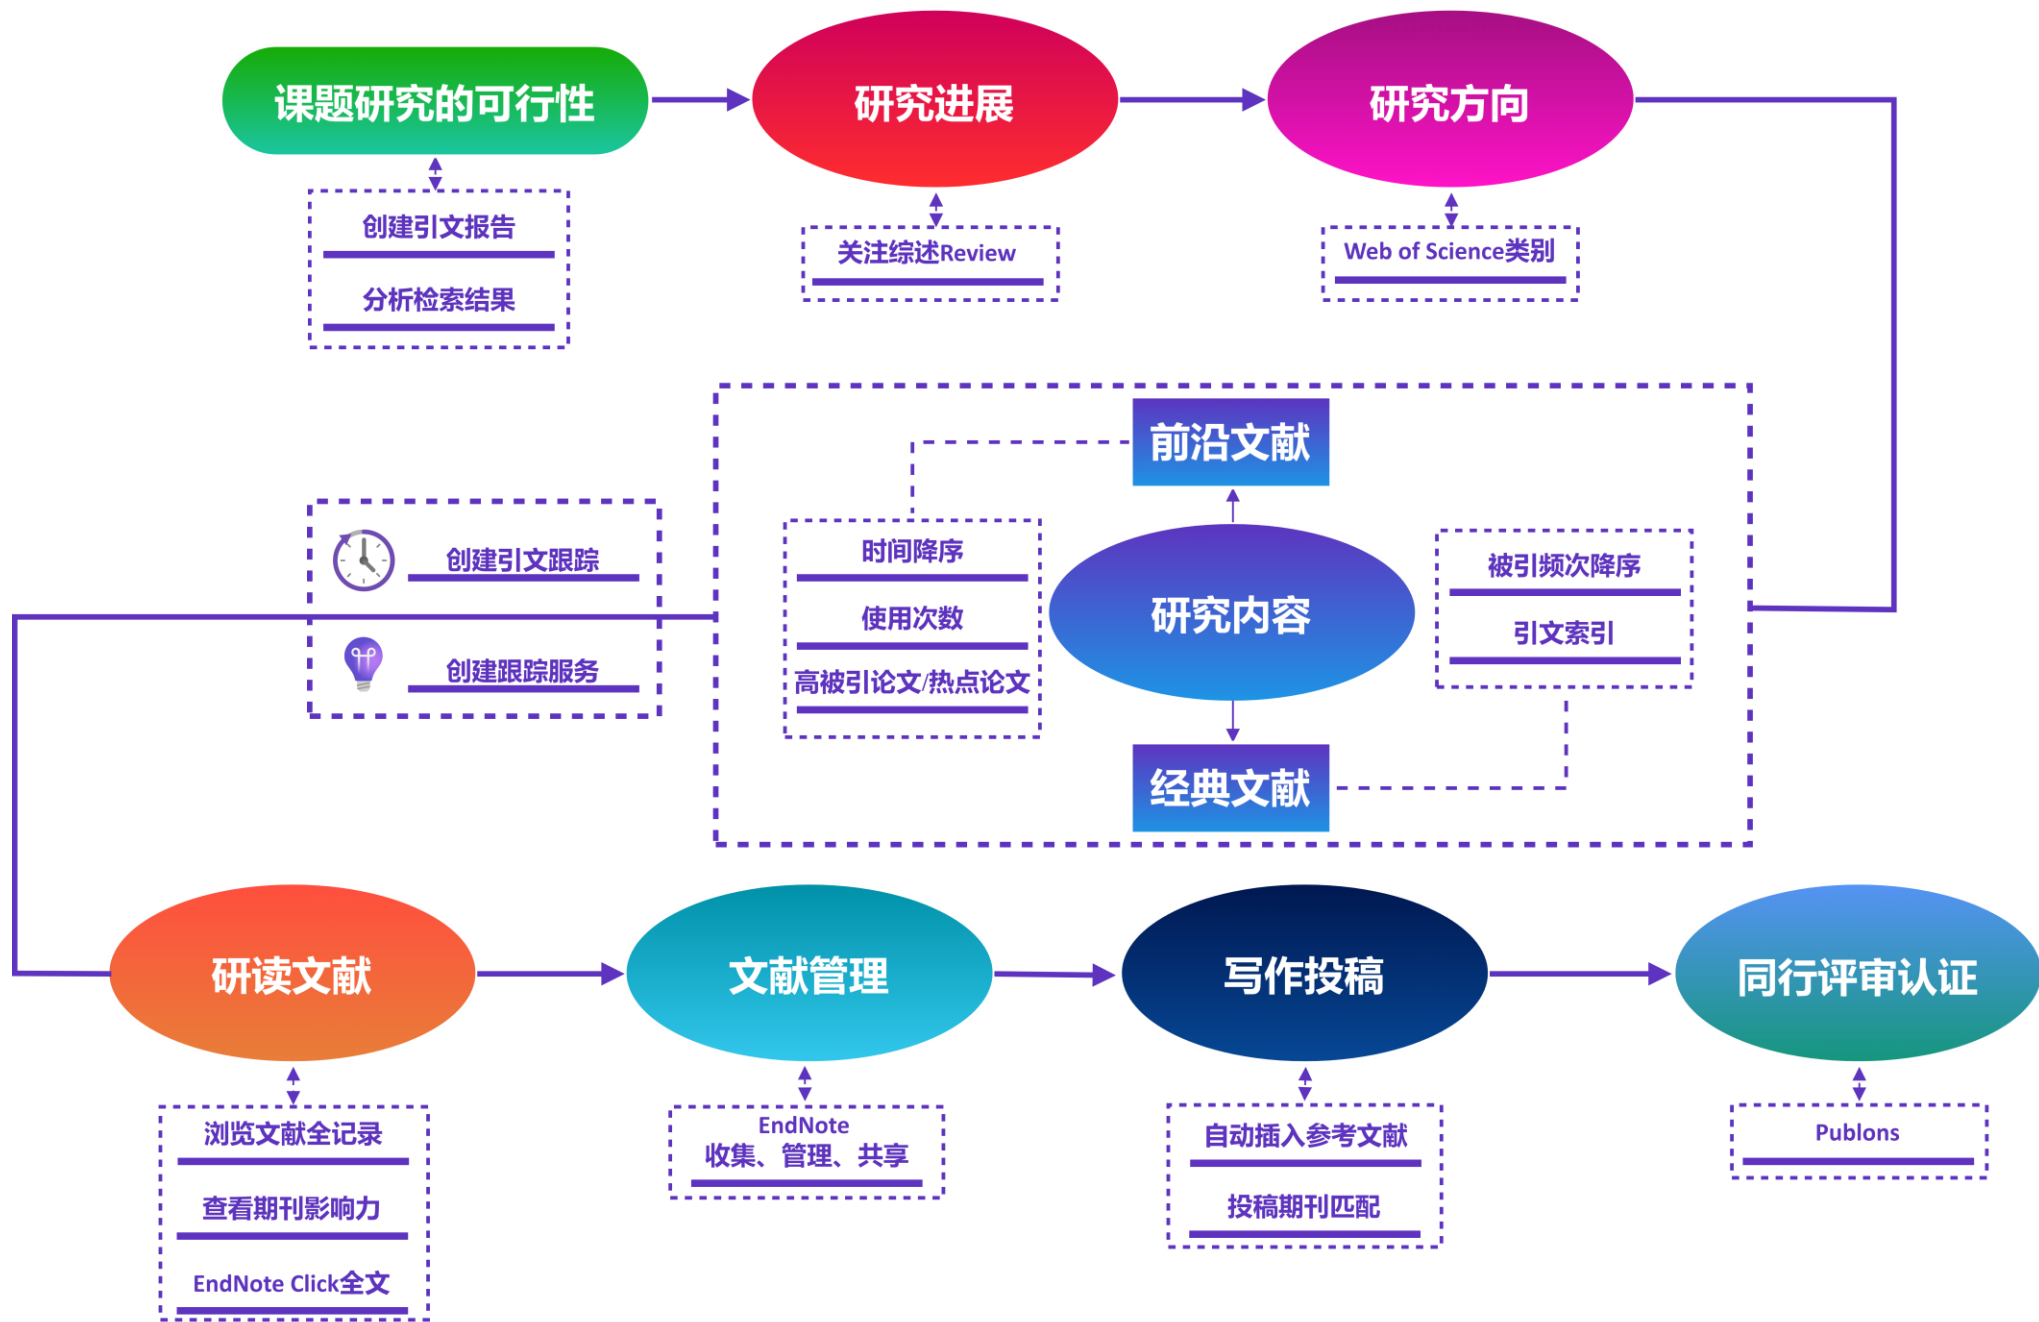 课题研究的可行性
研究进展
研究方向
创建引文报告
分析检索结果
关注综述Review
Web of Science类别
前沿文献
时间降序
使用次数
高被引论文/热点论文
研究内容
被引频次降序
引文索引
经典文献
创建引文跟踪
创建跟踪服务
研读文献
文献管理
写作投稿
同行评审认证
浏览文献全记录
查看期刊影响力
EndNote Click全文
EndNote
收集、管理、共享
自动插入参考文献
投稿期刊匹配
Publons